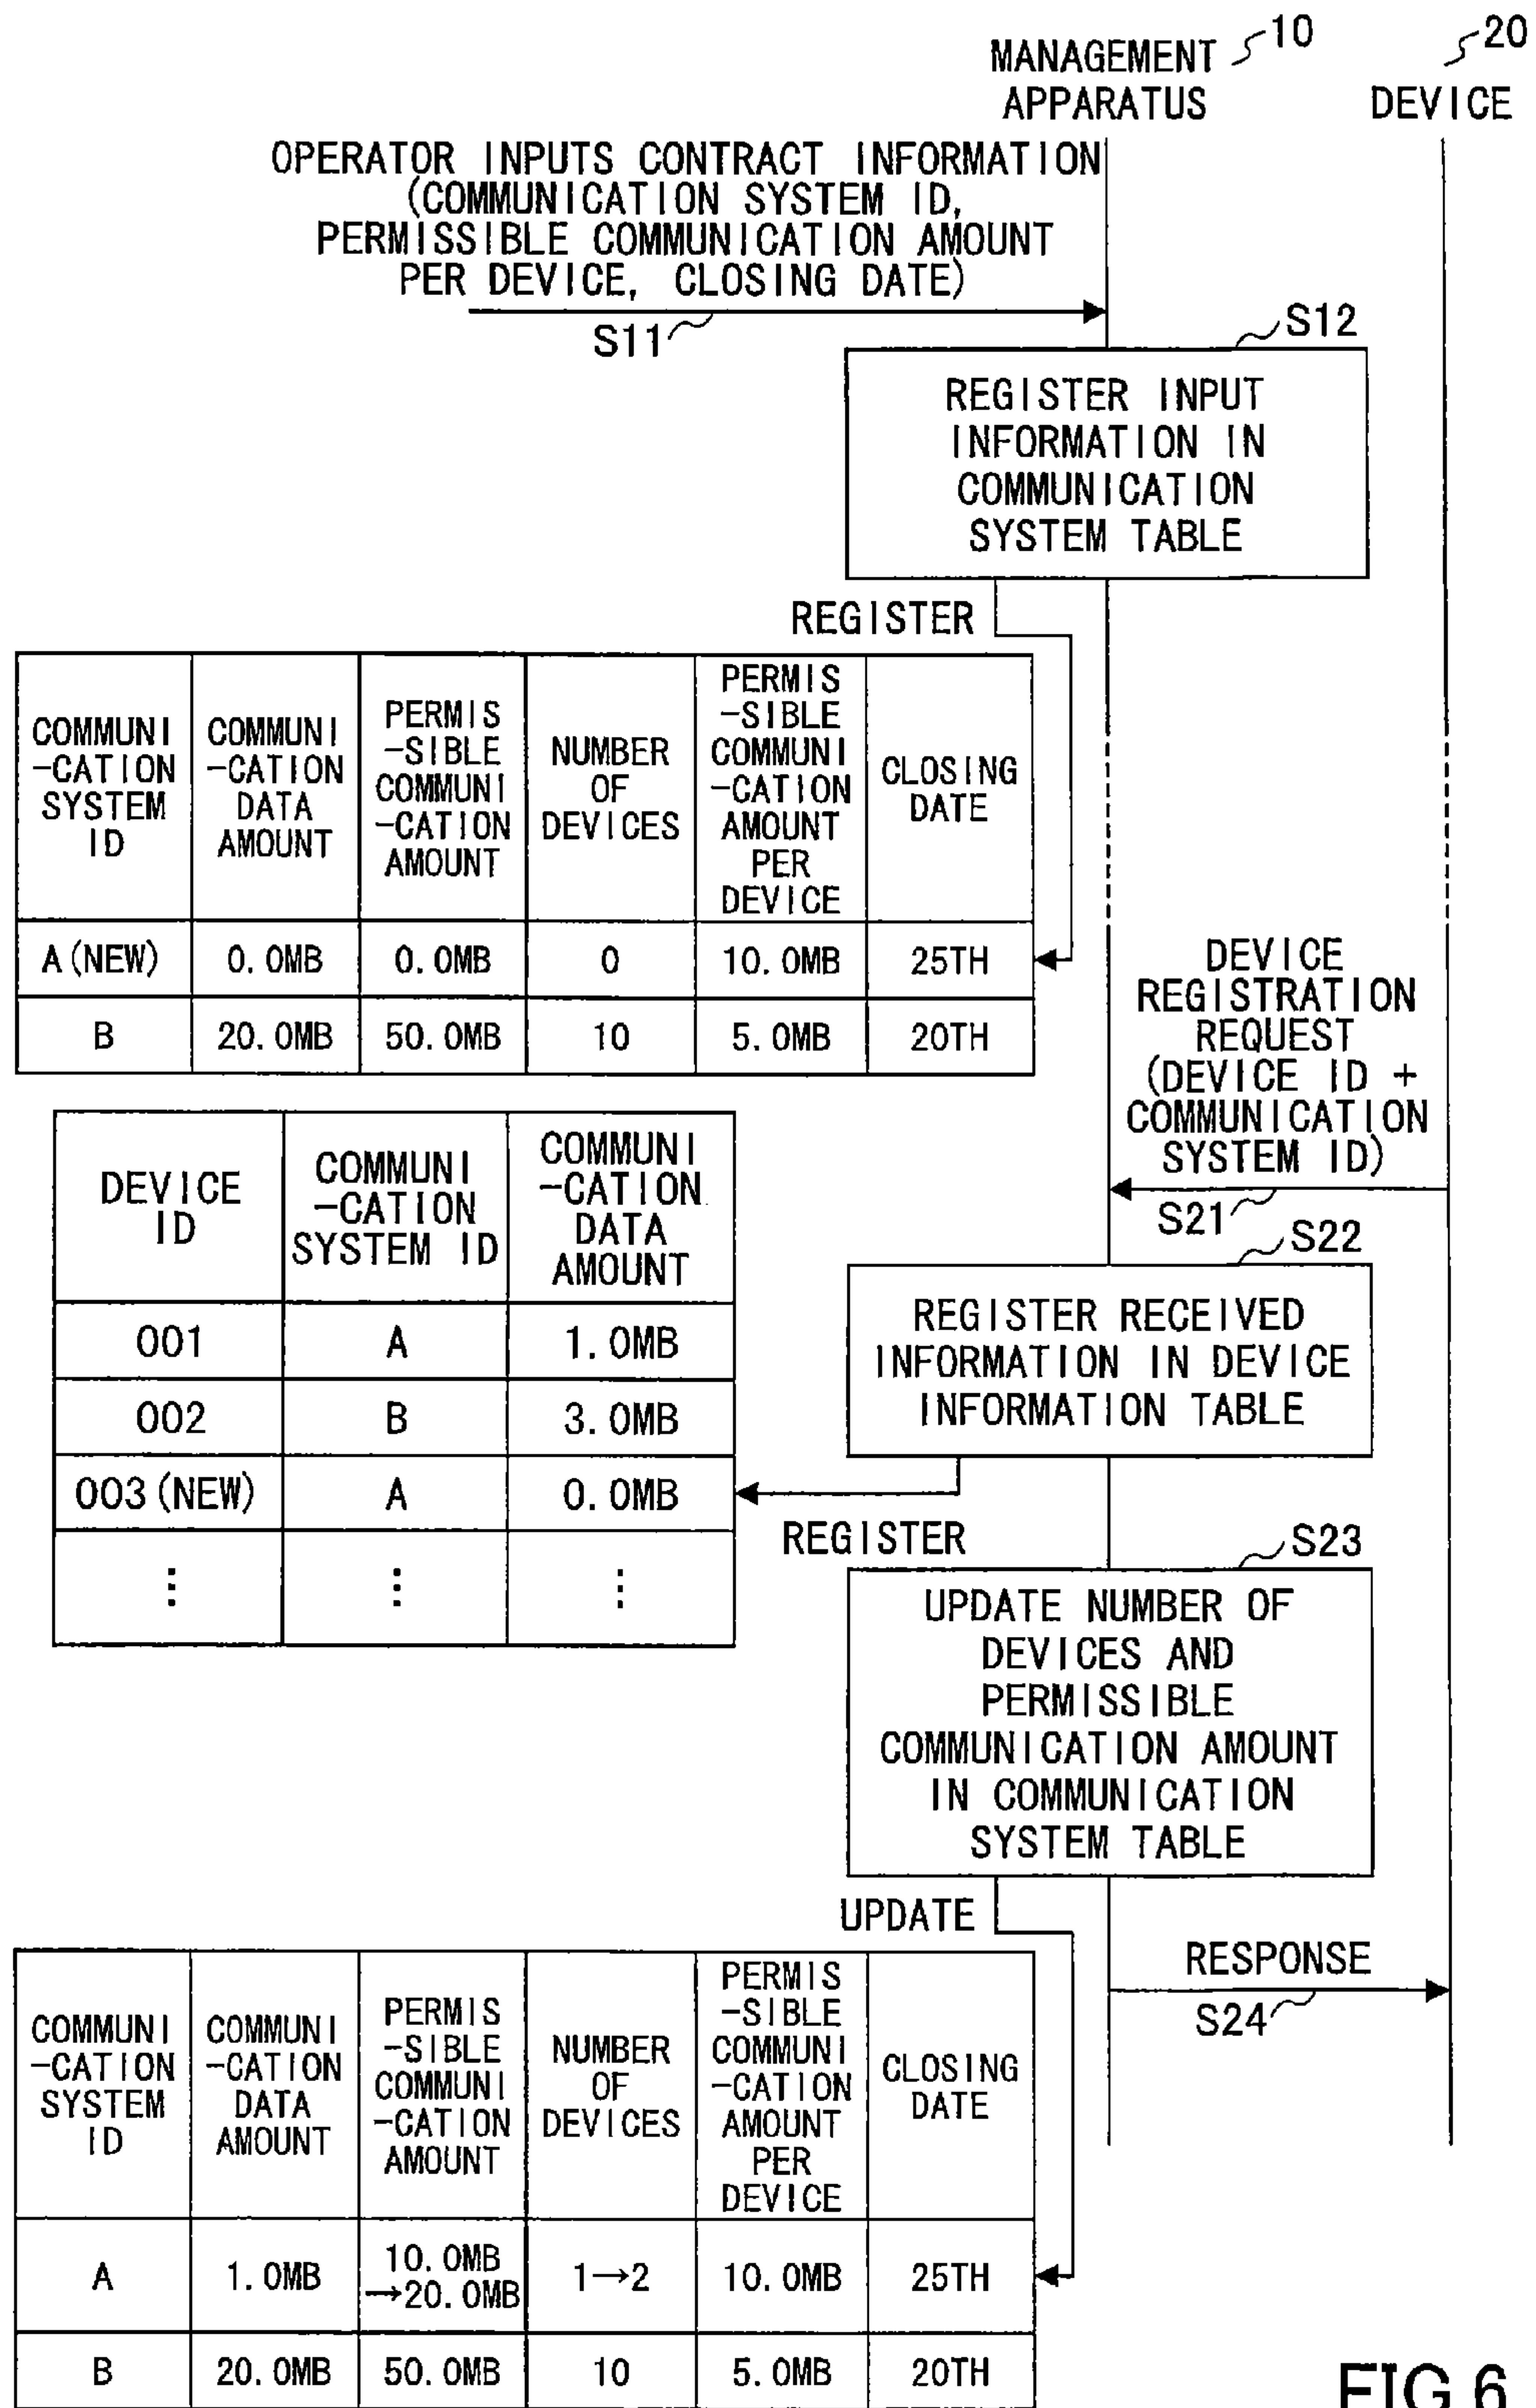 MANAGEMENT
APPARATUS
10
20
DEVICE
OPERATOR INPUTS CONTRACT INFORMATION
(COMMUNICATION SYSTEM ID,
PERMISSIBLE COMMUNICATION AMOUNT
PER DEVICE, CLOSING DATE)
S11
S12
REGISTER INPUT
INFORMATION IN
COMMUNICATION
SYSTEM TABLE
REGISTER
COMMUNI
-CATION
SYSTEM
ID
COMMUNI
-CATION
DATA
AMOUNT
PERMIS
-SIBLE
COMMUNI
-CATION
AMOUNT
NUMBER
OF
DEVICES
PERMIS
-SIBLE
COMMUNI
-CATION
AMOUNT
PER
DEVICE
CLOSING
DATE
A(NEW) 0.0MB 0.0MB 0 10.0MB 25TH
B 20.0MB 50.0MB 10 5.0MB 20TH
DEVICE
REGISTRATION
REQUEST
(DEVICE ID +
COMMUNICATION
SYSTEM ID)
S21
DEVICE
ID
COMMUNI
-CATION
SYSTEM ID
COMMUNI
-CATION
DATA
AMOUNT
001 A 1.0MB
002 B 3.0MB
003(NEW) A 0.0MB
⋮ ⋮ ⋮
S22
REGISTER RECEIVED
INFORMATION IN DEVICE
INFORMATION TABLE
REGISTER
S23
UPDATE NUMBER OF
DEVICES AND
PERMISSIBLE
COMMUNICATION AMOUNT
IN COMMUNICATION
SYSTEM TABLE
UPDATE
RESPONSE
S24
COMMUNI
-CATION
SYSTEM
ID
COMMUNI
-CATION
DATA
AMOUNT
PERMIS
-SIBLE
COMMUNI
-CATION
AMOUNT
NUMBER
OF
DEVICES
PERMIS
-SIBLE
COMMUNI
-CATION
AMOUNT
PER
DEVICE
CLOSING
DATE
A 1.0MB 10.0MB
→20.0MB 1→2 10.0MB 25TH
B 20.0MB 50.0MB 10 5.0MB 20TH
FIG.6